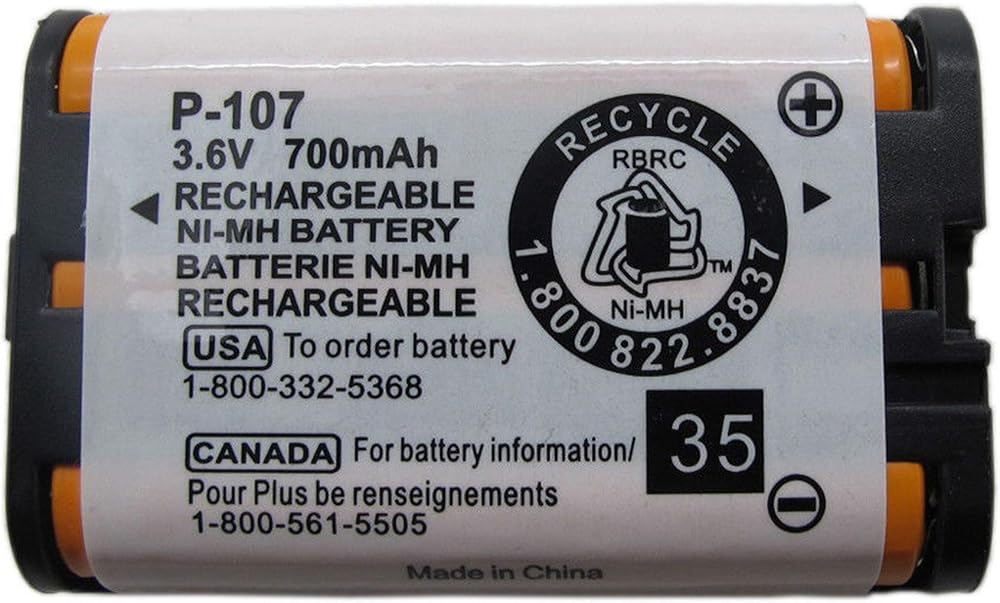 P-107
3.6V 700mAh
RECHARGEABLE
NI-MH BATTERY
BATTERIE NI-MH
RECHARGEABLE
USA To order battery
1-800-332-5368
CANADA For battery information/
Pour Plus be renseignements
1-800-561-5505
RECYCLE
RBRC
TM
Ni-MH
1.800.822.8837
35
Made in China